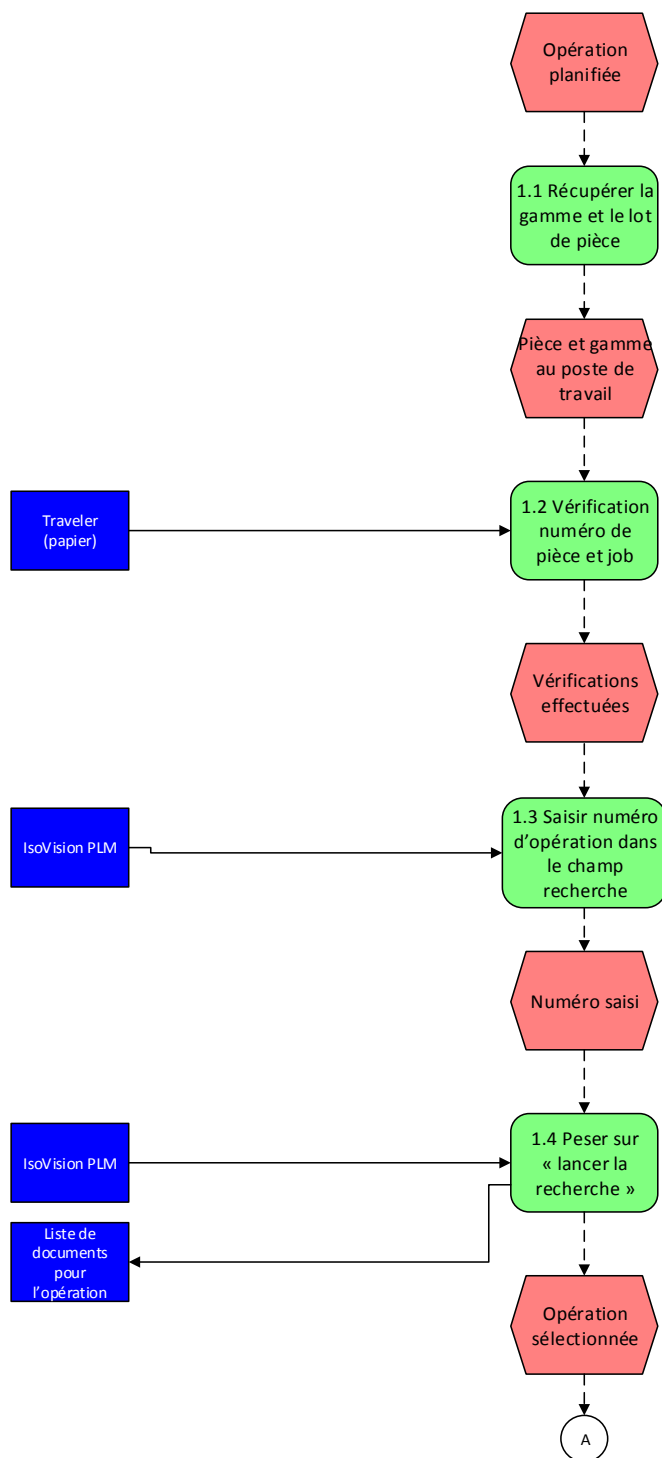 Opération
planifiée
1.1 Récupérer la
gamme et le lot
de pièce
Pièce et gamme
au poste de
travail
Traveler
(papier)
1.2 Vérification
numéro de
pièce et job
Vérifications
effectuées
IsoVision PLM
1.3 Saisir numéro
d’opération dans
le champ
recherche
Numéro saisi
IsoVision PLM
1.4 Peser sur
« lancer la
recherche »
Liste de
documents
pour
l’opération
Opération
sélectionnée
A